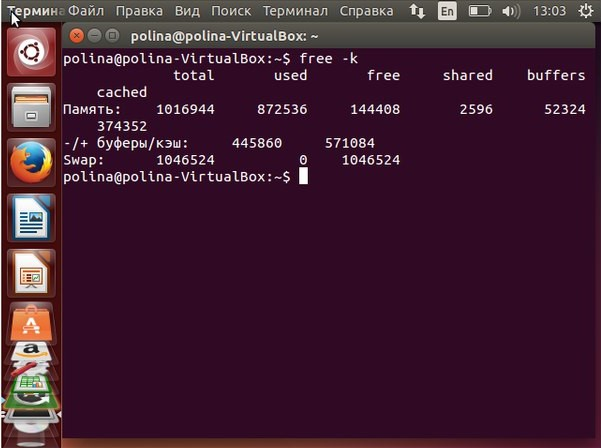 Термин Файл Правка Вид Поиск Терминал Справка En 13:03
polina@polina-VirtualBox: ~
polina@polina-VirtualBox:~$ free -k
total used free shared buffers
cached
Память: 1016944 872536 144408 2596 52324
374352
-/+ буферы/кэш: 445860 571084
Swap: 1046524 0 1046524
polina@polina-VirtualBox:~$